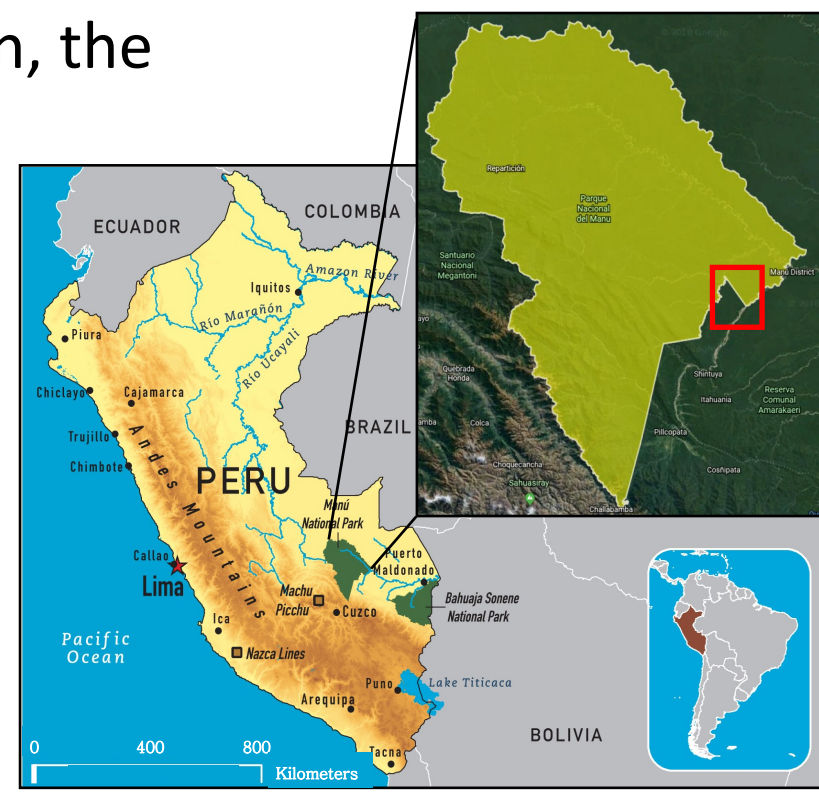 n, the
ECUADOR
COLOMBIA
Iquitos
Amazon River
Río Marañón
Río Ucayali
Piura
Chiclayo
Cajamarca
Trujillo
Chimbote
Andes Mountains
PERU
BRAZIL
Manú
National Park
Callao
Lima
Machu
Picchu
Cuzco
Puerto
Maldonado
Bahuaja Sonene
National Park
Ica
Nazca Lines
Pacific
Ocean
Puno
Lake Titicaca
Arequipa
BOLIVIA
Tacna
0 400 800
Kilometers
Repartición
Parque
Nacional
del Manu
Santuario
Nacional
Megantoni
Manú District
ayo
Quebrada
Honda
Shintuya
Itahuania
Reserva
Comunal
Amarakaeri
amba
Colca
Pillcopata
Choquecancha
Sahuasiray
Cosñipata
Challabamba